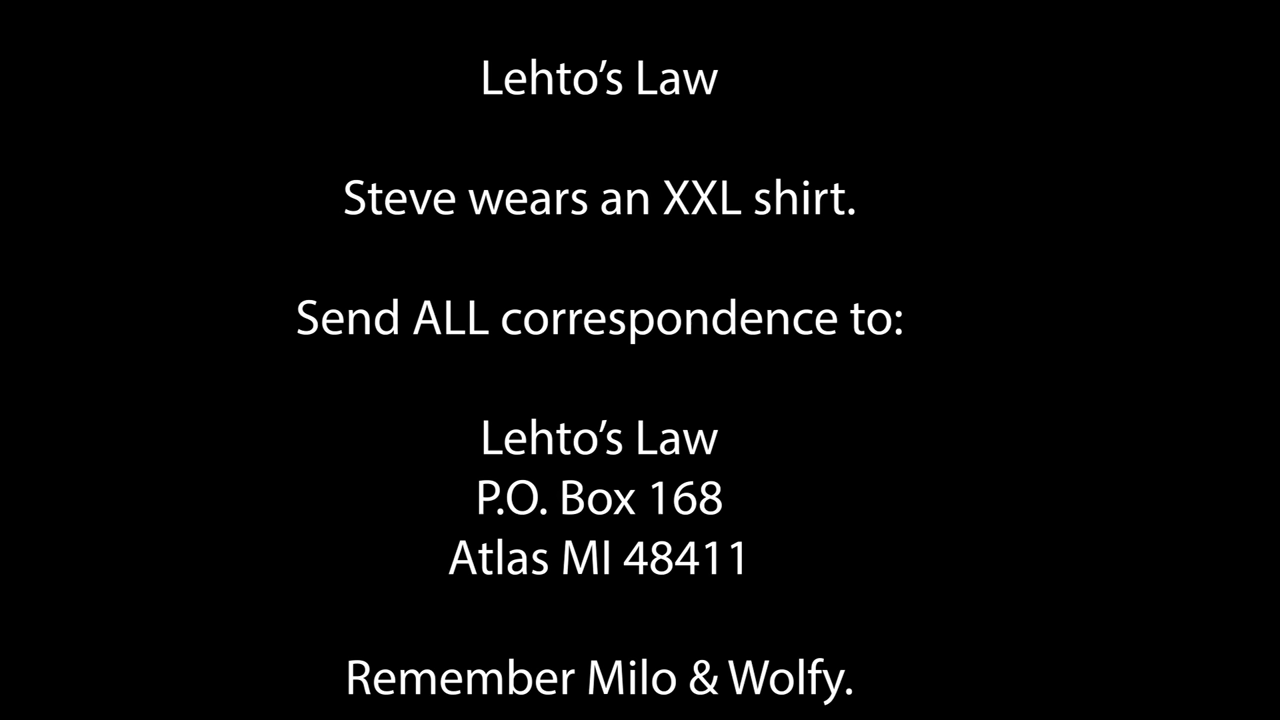 Lehto’s Law
Steve wears an XXL shirt.
Send ALL correspondence to:
Lehto’s Law
P.O. Box 168
Atlas MI 48411
Remember Milo & Wolfy.